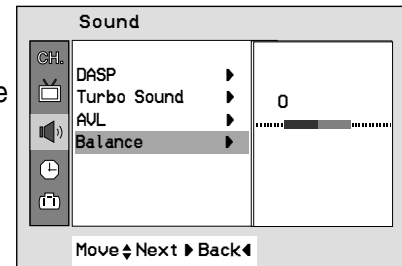 Sound
CH.
e
DASP
Turbo Sound
AVL
Balance
0
Move Next Back